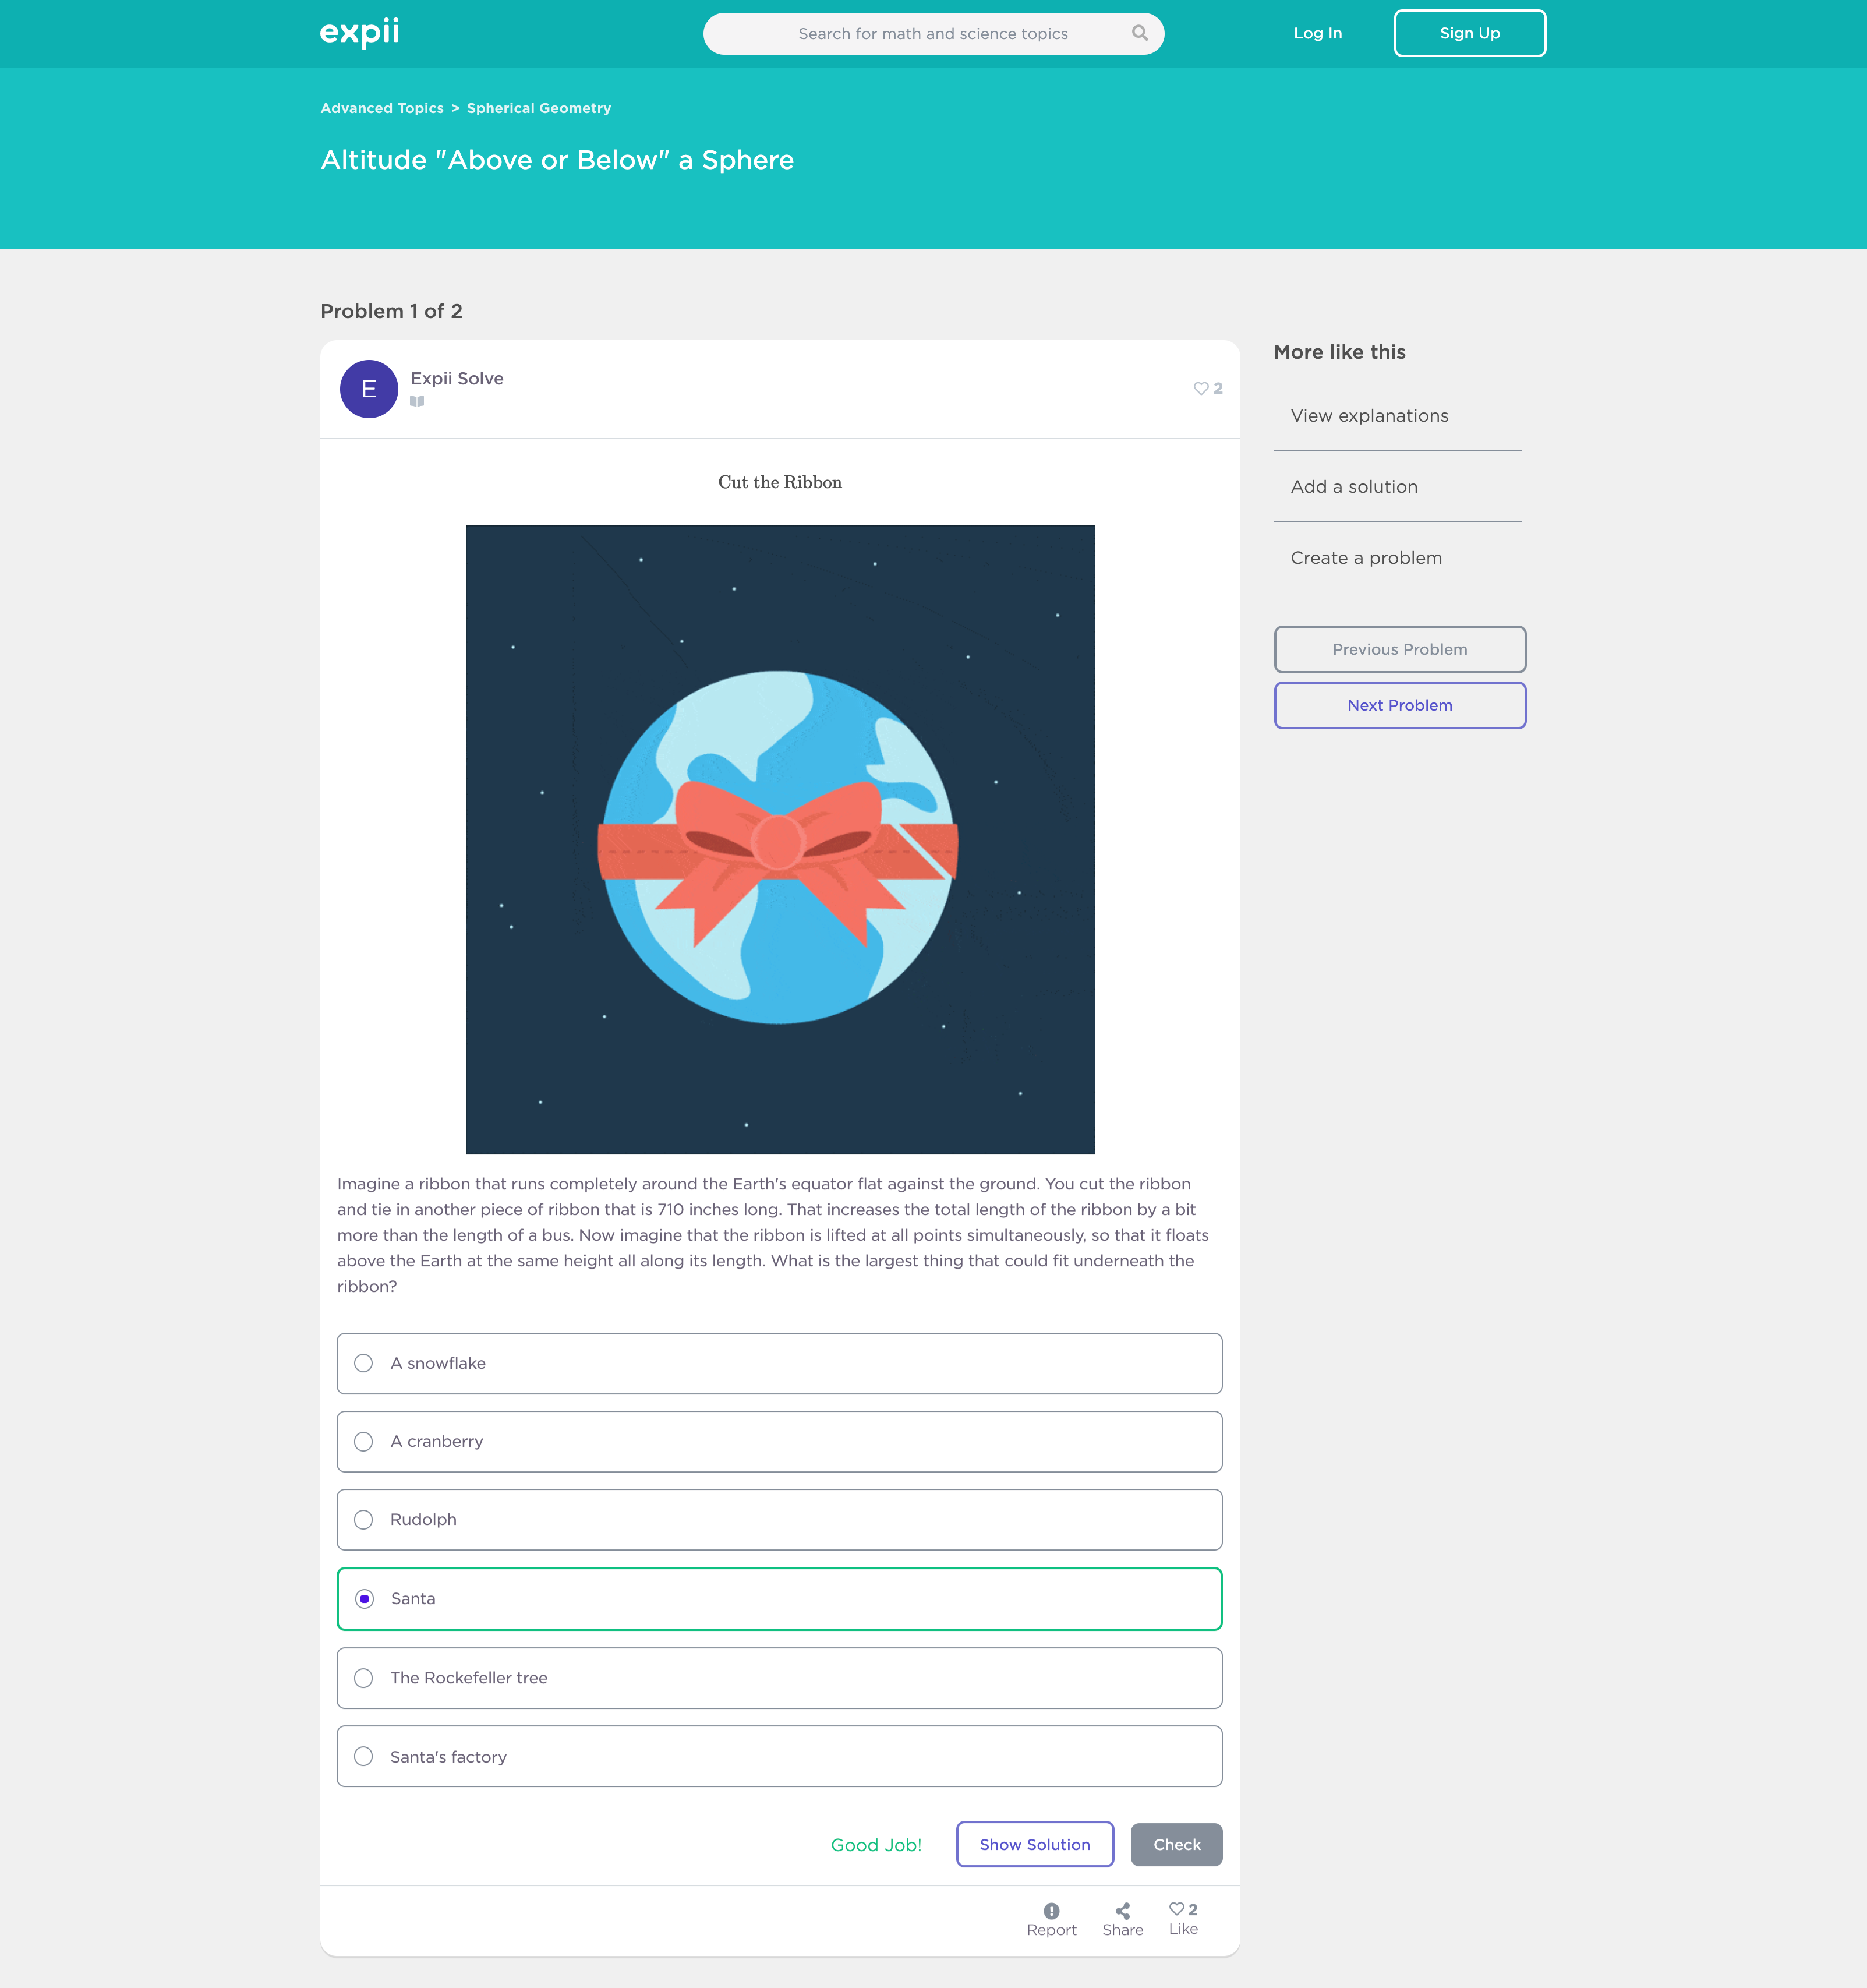 expii
Search for math and science topics
Log In
Sign Up
Advanced Topics > Spherical Geometry
Altitude "Above or Below" a Sphere
Problem 1 of 2
E
Expii Solve
2
Cut the Ribbon
Imagine a ribbon that runs completely around the Earth's equator flat against the ground. You cut the ribbon
and tie in another piece of ribbon that is 710 inches long. That increases the total length of the ribbon by a bit
more than the length of a bus. Now imagine that the ribbon is lifted at all points simultaneously, so that it floats
above the Earth at the same height all along its length. What is the largest thing that could fit underneath the
ribbon?
A snowflake
A cranberry
Rudolph
Santa
The Rockefeller tree
Santa's factory
Good Job!
Show Solution
Check
Report
Share
2
Like
More like this
View explanations
Add a solution
Create a problem
Previous Problem
Next Problem